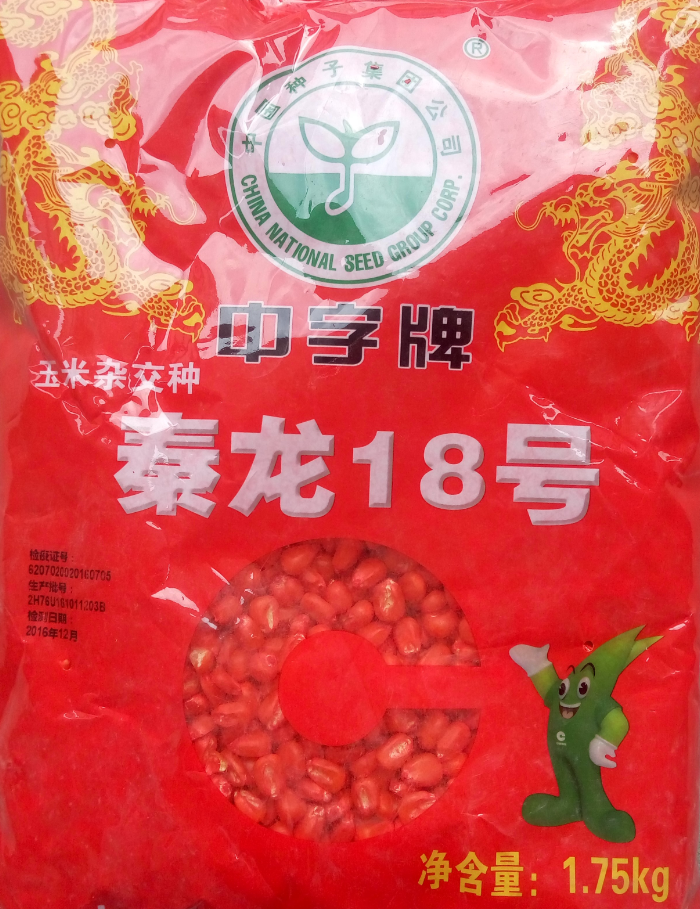 中国种子集团公司
®
CHINA NATIONAL SEED GROUP CORP.
中字牌
玉米杂交种
秦龙18号
检疫证号：
6207020020160705
生产批号：
2H76U161011203B
检测日期：
2016年12月
净含量：1.75kg